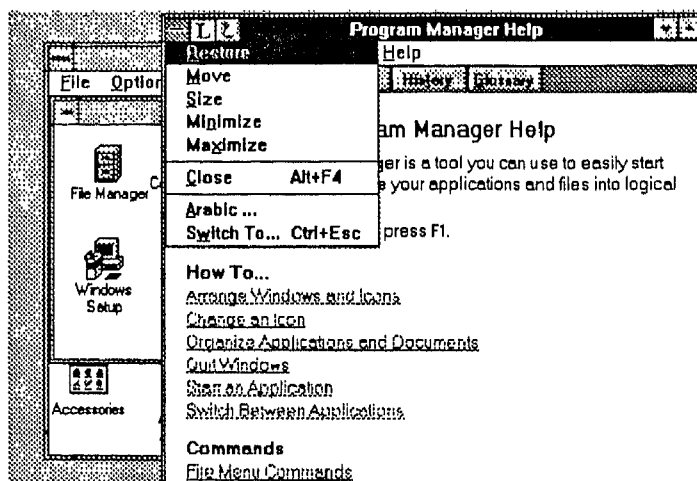 Program Manager Help
Restore
Move
Size
Minimize
Maximize
Close Alt+F4
Arabic ...
Switch To... Ctrl+Esc
Help
History Glossary
File Option
File Manager
Windows
Setup
Accessories
am Manager Help
ger is a tool you can use to easily start
e your applications and files into logical
press F1.
How To...
Arrange Windows and Icons
Change an Icon
Organize Applications and Documents
Quit Windows
Start an Application
Switch Between Applications
Commands
File Menu Commands